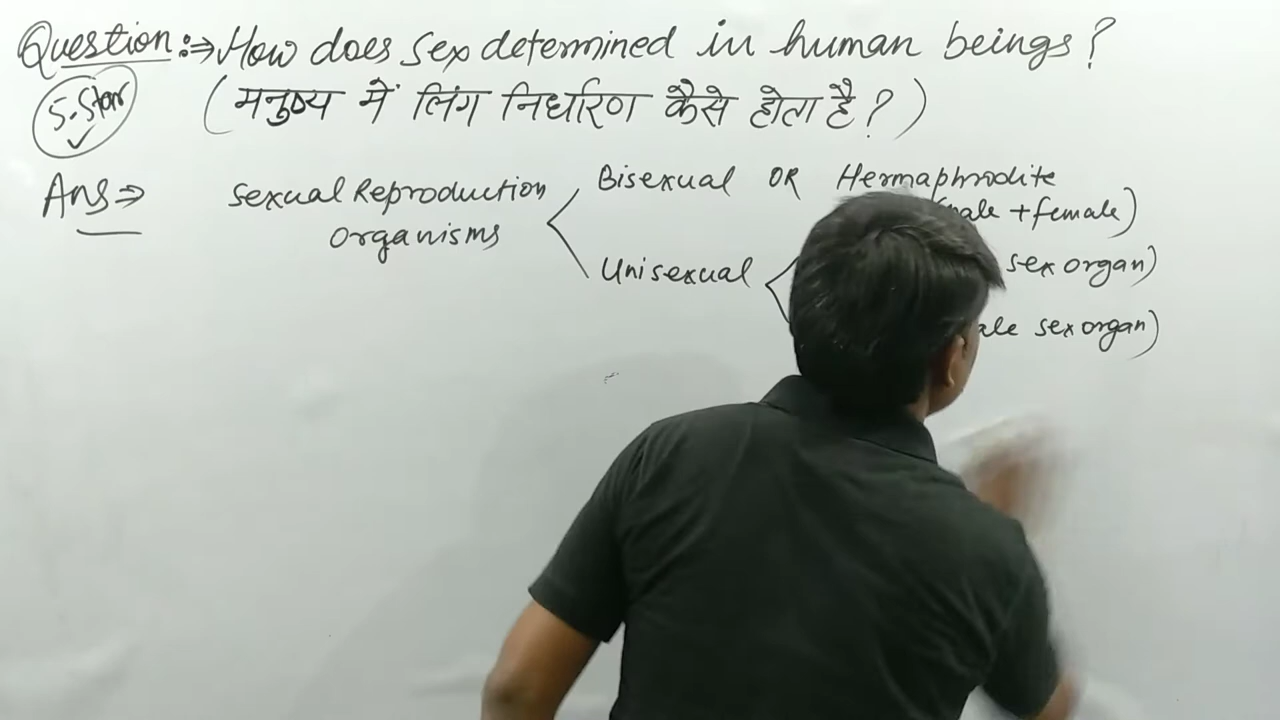 Question:⇒ How does sex determined in human beings?
5-Star
(मनुष्य में लिंग निर्धारण कैसे होता है?)
Ans⇒
Sexual Reproduction organisms
Bisexual OR Hermaphrodite
(male + female)
Unisexual
sex organ)
sex organ)